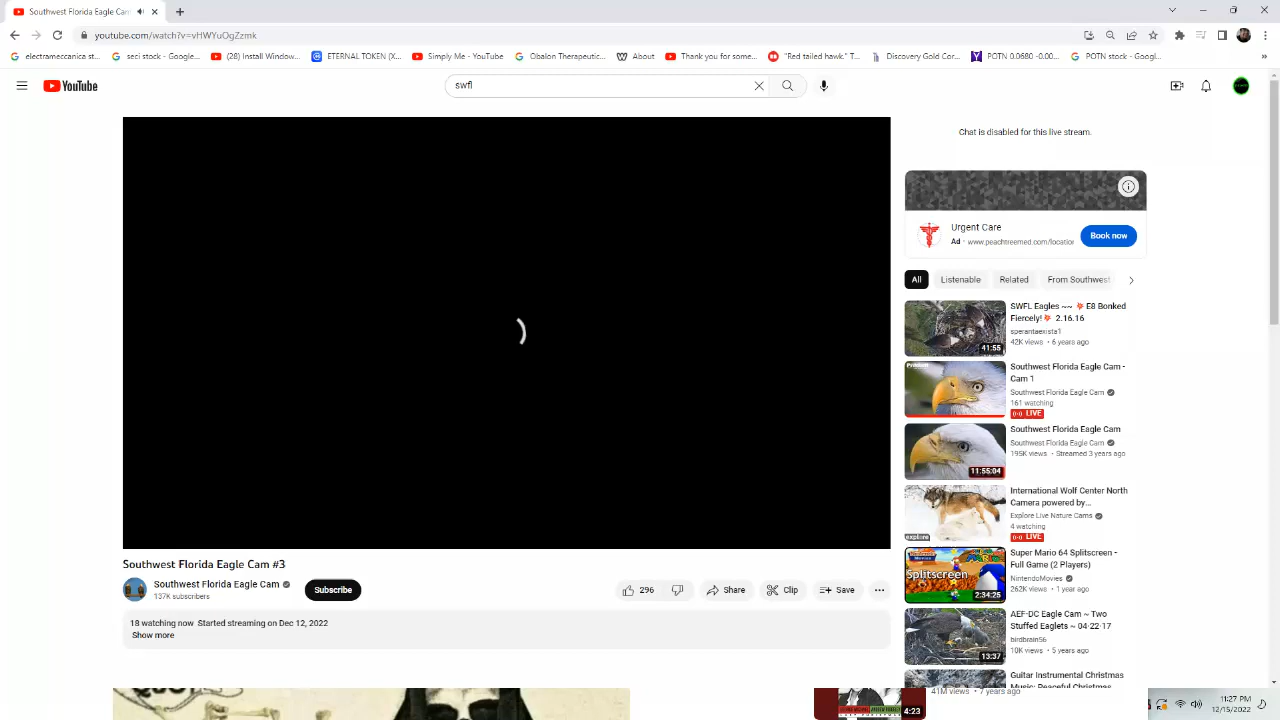 Southwest Florida Eagle Cam
youtube.com/watch?v=vHWYuOgZzmk
electrameccanica st...
seci stock - Google...
(28) Install Window...
ETERNAL TOKEN (X...
Simply Me - YouTube
Obalon Therapeutic...
About
Thank you for some...
"Red tailed hawk." T...
Discovery Gold Cor...
POTN 0.0680 -0.00...
POTN stock - Googl...
YouTube
swfl
Chat is disabled for this live stream.
Urgent Care
Ad · www.peachtreemed.com/location
Book now
All
Listenable
Related
From Southwest
SWFL Eagles ~~ 💥 E8 Bonked
Fiercely!💥 2.16.16
sperantaexista1
42K views • 6 years ago
41:55
Southwest Florida Eagle Cam -
Cam 1
Southwest Florida Eagle Cam
161 watching
LIVE
Southwest Florida Eagle Cam
Southwest Florida Eagle Cam
195K views • Streamed 3 years ago
11:55:04
International Wolf Center North
Camera powered by...
Explore Live Nature Cams
4 watching
LIVE
explore
Super Mario 64 Splitscreen -
Full Game (2 Players)
NintendoMovies
262K views • 1 year ago
Splitscreen
2:34:25
AEF-DC Eagle Cam ~ Two
Stuffed Eaglets ~ 04-22-17
birdbrain56
10K views • 5 years ago
13:37
Guitar Instrumental Christmas
Music: Peaceful Christmas
41M views • 7 years ago
4:23
Southwest Florida Eagle Cam #3
Southwest Florida Eagle Cam
137K subscribers
Subscribe
296
Share
Clip
Save
18 watching now Started streaming on Dec 12, 2022
Show more
11:27 PM
12/15/2022